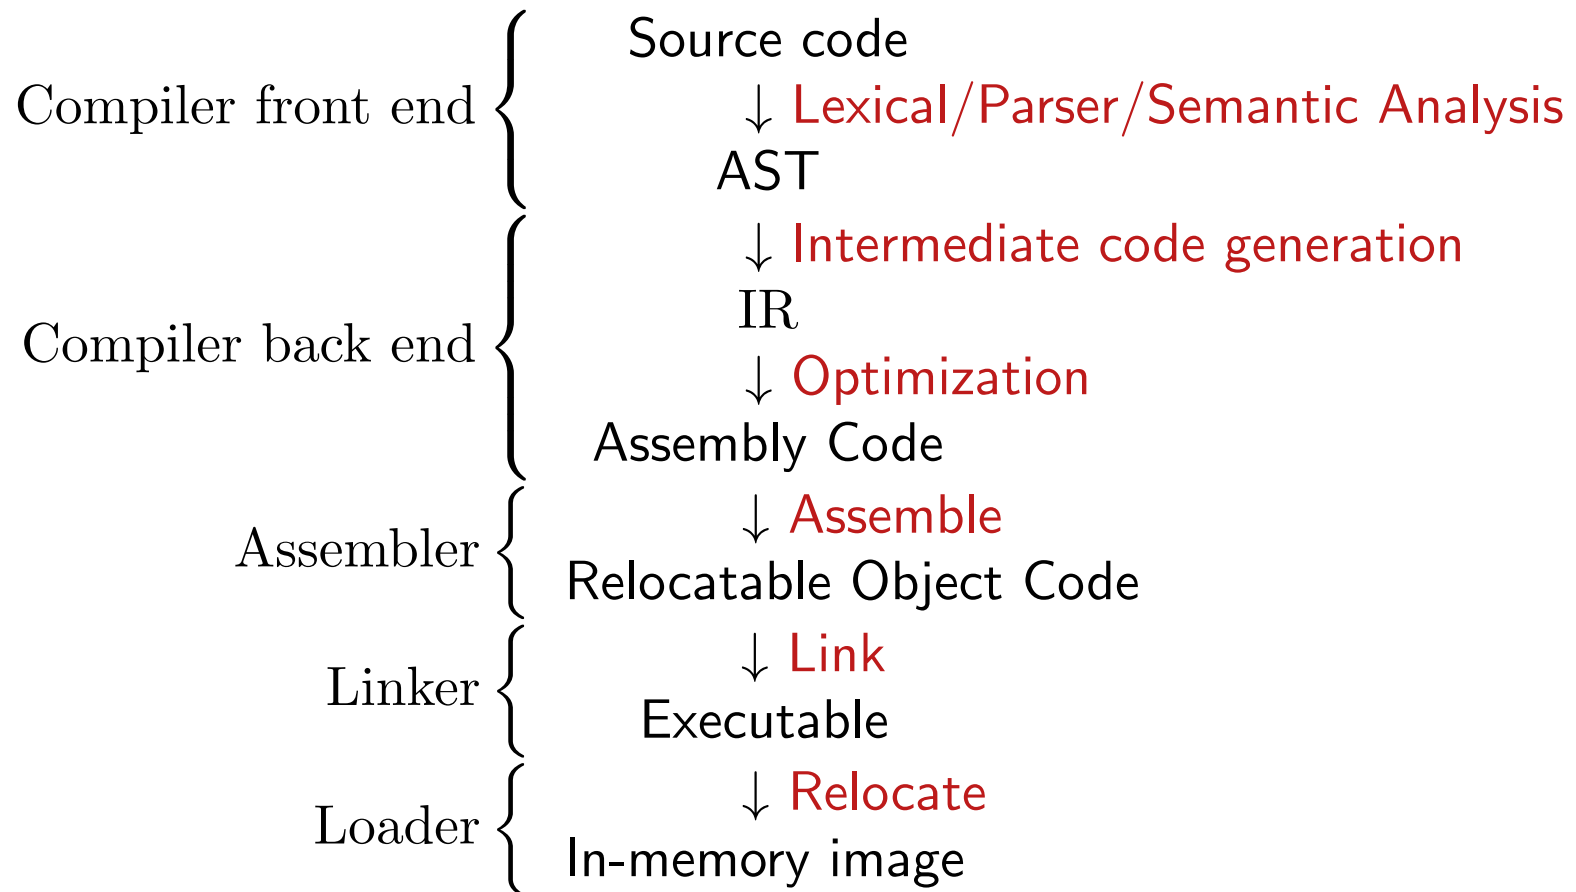 Source code
Compiler front end
↓ Lexical/Parser/Semantic Analysis
AST
↓ Intermediate code generation
IR
Compiler back end
↓ Optimization
Assembly Code
↓ Assemble
Assembler
Relocatable Object Code
↓ Link
Linker
Executable
↓ Relocate
Loader
In-memory image